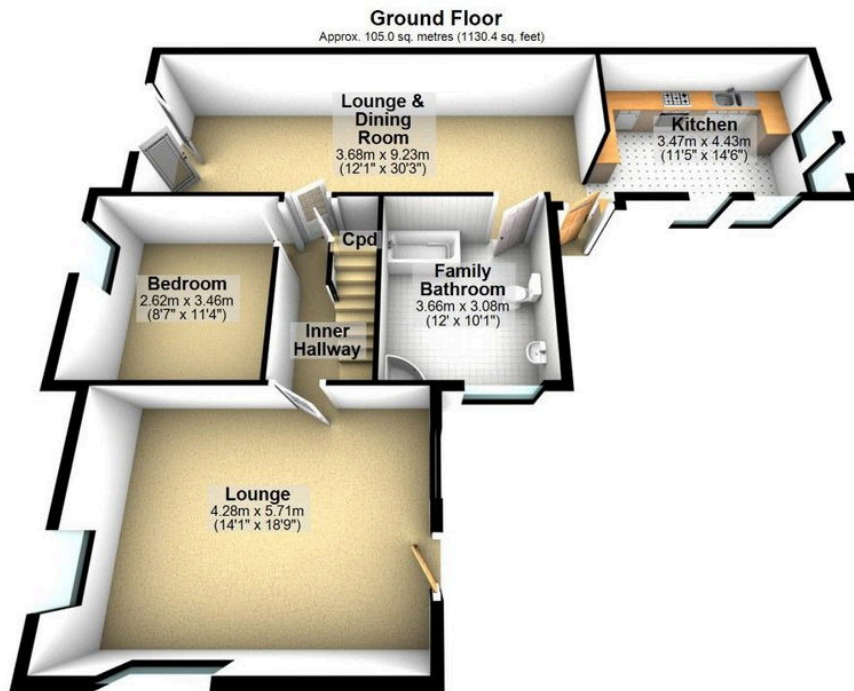 Ground Floor
Approx. 105.0 sq. metres (1130.4 sq. feet)
Lounge &
Dining
Room
3.68m x 9.23m
(12'1" x 30'3")
Kitchen
3.47m x 4.43m
(11'5" x 14'6")
Cpd
Bedroom
2.62m x 3.46m
(8'7" x 11'4")
Family
Bathroom
3.66m x 3.08m
(12' x 10'1")
Inner
Hallway
Lounge
4.28m x 5.71m
(14'1" x 18'9")